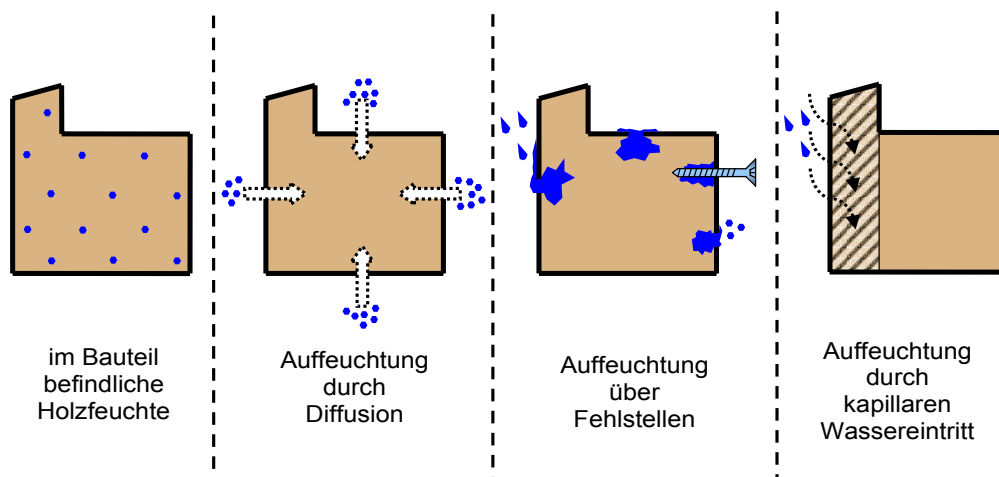 im Bauteil
befindliche
Holzfeuchte
Auffeuchtung
durch
Diffusion
Auffeuchtung
über
Fehlstellen
Auffeuchtung
durch
kapillaren
Wassereintritt